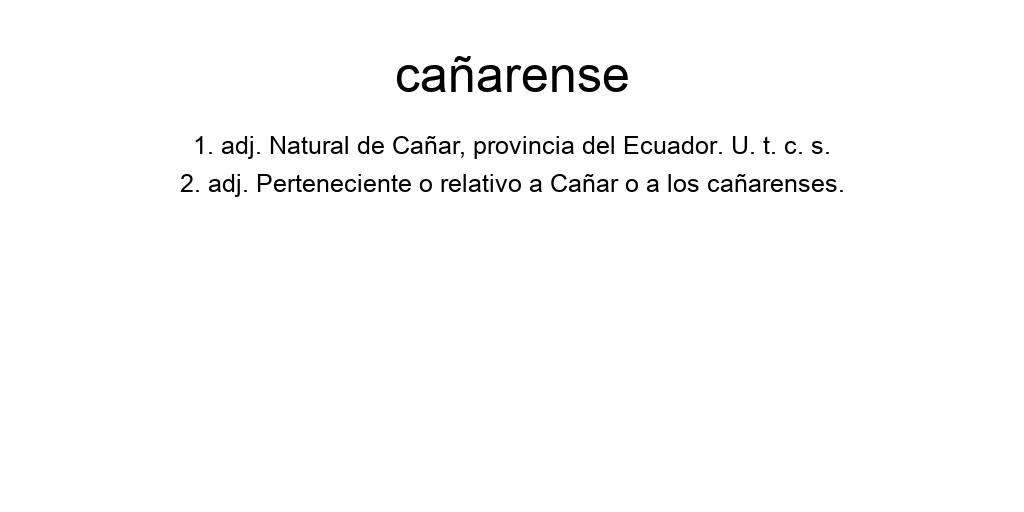 cañarense
1. adj. Natural de Cañar, provincia del Ecuador. U. t. c. s.
2. adj. Perteneciente o relativo a Cañar o a los cañarenses.